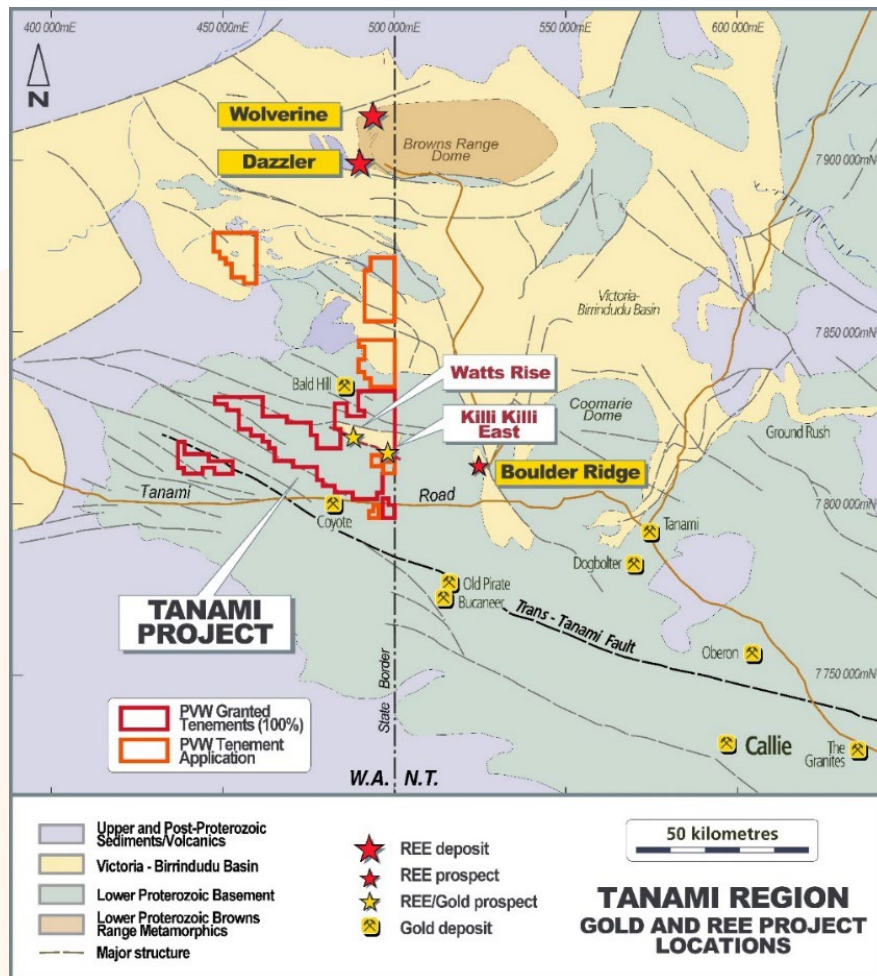 400 000mE
450 000mE
500 000mE
550 000mE
600 000mE
N
Wolverine
Dazzler
Browns Range
Dome
7 900 000mN
Victoria-
Birrindudu Basin
7 850 000mN
Bald Hill
Watts Rise
Killi Killi
East
Coomarie
Dome
Ground Rush
Boulder Ridge
Tanami
Road
7 800 000mN
Coyote
Tanami
Dogbolter
TANAMI
PROJECT
Old Pirate
Bucaneer
Trans - Tanami Fault
Oberon
7 750 000mN
State Border
PVW Granted
Tenements (100%)
PVW Tenement
Application
Callie
The
Granites
W.A.
N.T.
Upper and Post-Proterozoic
Sediments/Volcanics
Victoria - Birrindudu Basin
Lower Proterozoic Basement
Lower Proterozoic Browns
Range Metamorphics
Major structure
REE deposit
REE prospect
REE/Gold prospect
Gold deposit
50 kilometres
TANAMI REGION
GOLD AND REE PROJECT
LOCATIONS